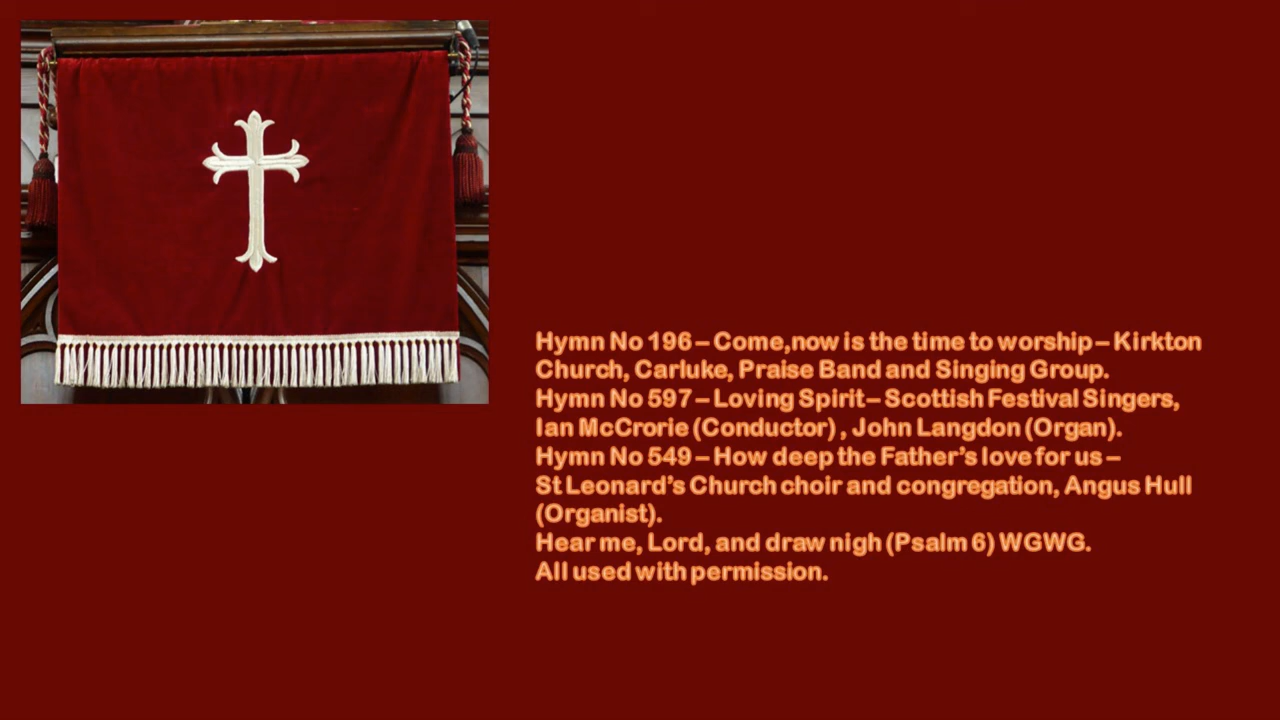 Hymn No 196 – Come,now is the time to worship – Kirkton
Church, Carluke, Praise Band and Singing Group.
Hymn No 597 – Loving Spirit – Scottish Festival Singers,
Ian McCrorie (Conductor) , John Langdon (Organ).
Hymn No 549 – How deep the Father’s love for us –
St Leonard’s Church choir and congregation, Angus Hull
(Organist).
Hear me, Lord, and draw nigh (Psalm 6) WGWG.
All used with permission.